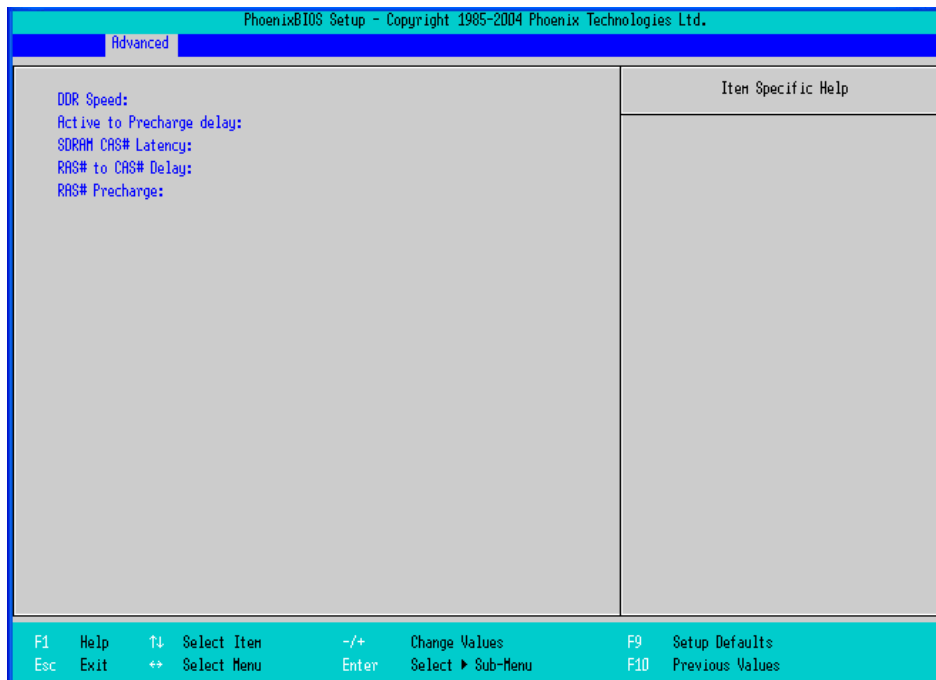 PhoenixBIOS Setup - Copyright 1985-2004 Phoenix Technologies Ltd.
Advanced
Item Specific Help
DDR Speed:
Active to Precharge delay:
SDRAM CAS# Latency:
RAS# to CAS# Delay:
RAS# Precharge:
F1 Help ↑↓ Select Item -/+ Change Values F9 Setup Defaults
Esc Exit ↔ Select Menu Enter Select ▶ Sub-Menu F10 Previous Values